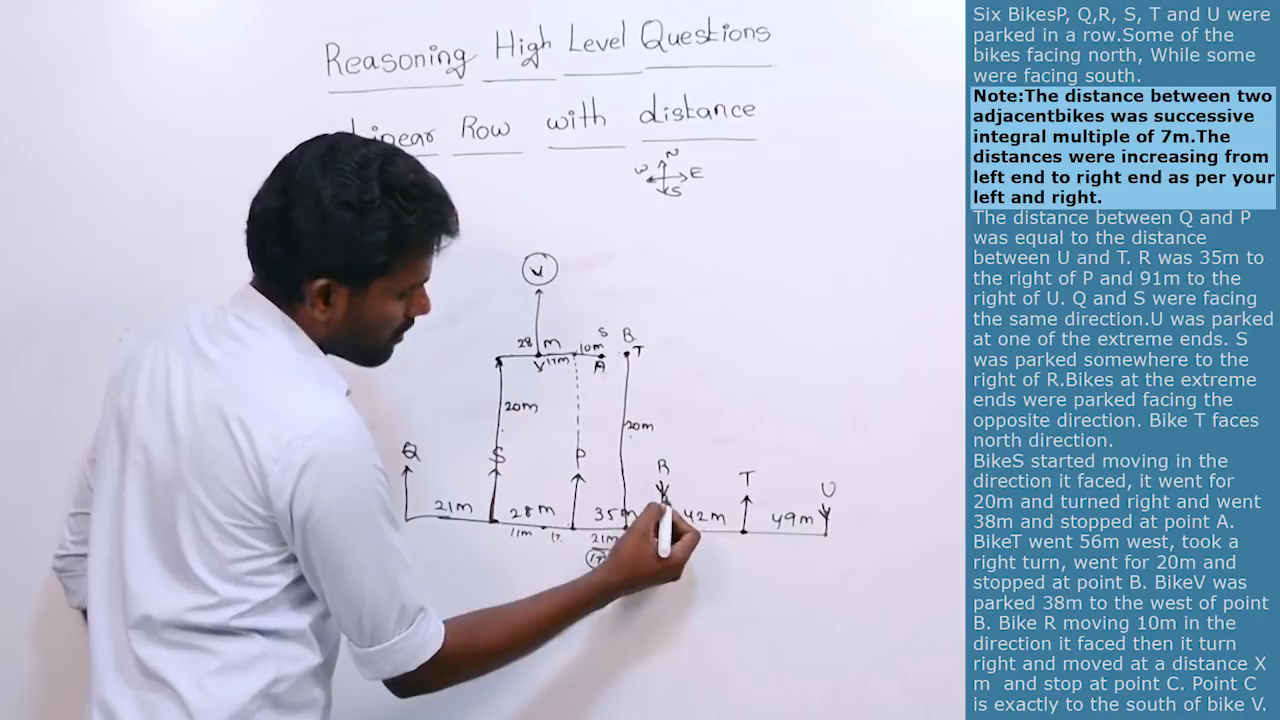 Reasoning High Level Questions
Linear Row with distance
N
W E
S
V
28 m 10m S B
V 17m A T
20m
20m
Q S P R T U
21m 28m 35m 42m 49m
11m 17 21m
Six BikesP, Q,R, S, T and U were
parked in a row.Some of the
bikes facing north, While some
were facing south.
Note:The distance between two
adjacentbikes was successive
integral multiple of 7m.The
distances were increasing from
left end to right end as per your
left and right.
The distance between Q and P
was equal to the distance
between U and T. R was 35m to
the right of P and 91m to the
right of U. Q and S were facing
the same direction.U was parked
at one of the extreme ends. S
was parked somewhere to the
right of R.Bikes at the extreme
ends were parked facing the
opposite direction. Bike T faces
north direction.
BikeS started moving in the
direction it faced, it went for
20m and turned right and went
38m and stopped at point A.
BikeT went 56m west, took a
right turn, went for 20m and
stopped at point B. BikeV was
parked 38m to the west of point
B. Bike R moving 10m in the
direction it faced then it turn
right and moved at a distance X
m and stop at point C. Point C
is exactly to the south of bike V.